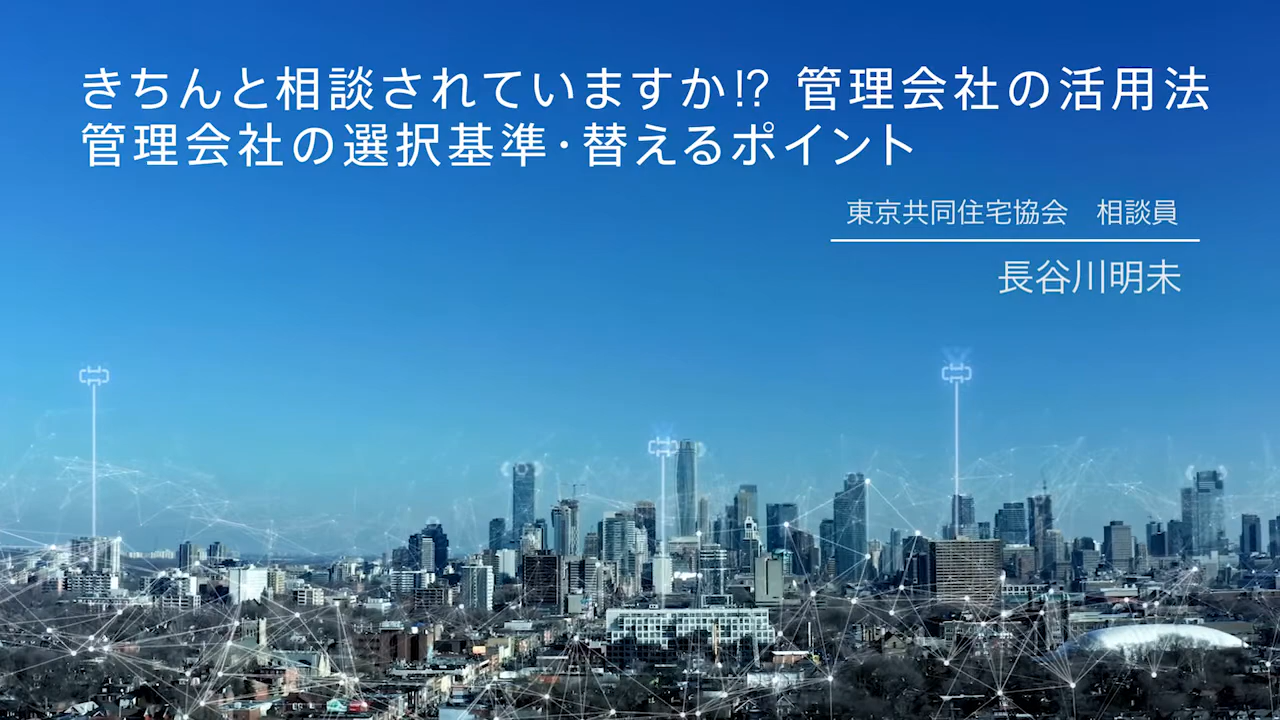 きちんと相談されていますか!? 管理会社の活用法
管理会社の選択基準･替えるポイント
東京共同住宅協会　相談員
長谷川明未